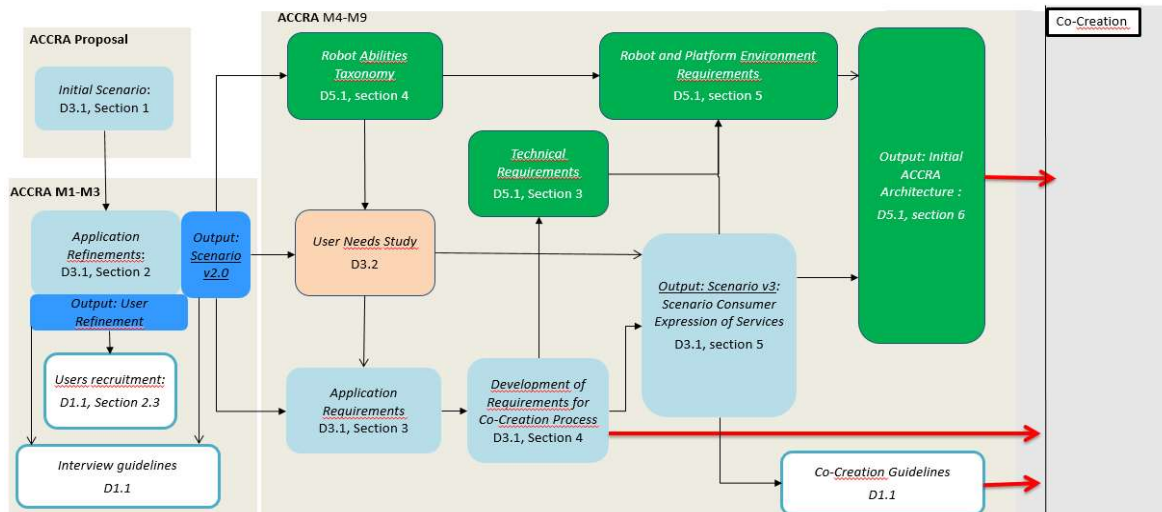 ACCRA Proposal
Initial Scenario:
D3.1, Section 1
ACCRA M1-M3
Application
Refinements:
D3.1, Section 2
Output:
Scenario
v2.0
Output: User
Refinement
Users recruitment:
D1.1, Section 2.3
Interview guidelines
D1.1
ACCRA M4-M9
Robot Abilities
Taxonomy
D5.1, section 4
Robot and Platform Environment
Requirements
D5.1, section 5
Technical
Requirements
D5.1, Section 3
User Needs Study
D3.2
Application
Requirements
D3.1, Section 3
Development of
Requirements for
Co-Creation Process
D3.1, Section 4
Output: Scenario v3:
Scenario Consumer
Expression of Services
D3.1, section 5
Output: Initial
ACCRA
Architecture :
D5.1, section 6
Co-Creation Guidelines
D1.1
Co-Creation